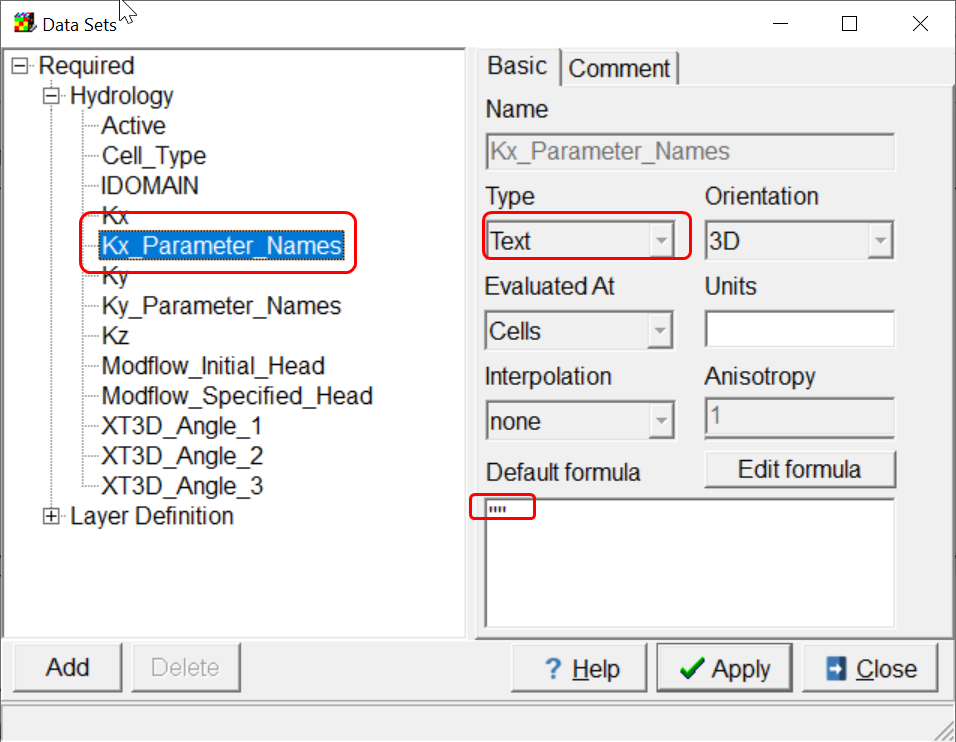 Data Sets
Required
Hydrology
Active
Cell_Type
IDOMAIN
Kx
Kx_Parameter_Names
Ky
Ky_Parameter_Names
Kz
Modflow_Initial_Head
Modflow_Specified_Head
XT3D_Angle_1
XT3D_Angle_2
XT3D_Angle_3
Layer Definition
Basic Comment
Name
Kx_Parameter_Names
Type Orientation
Text 3D
Evaluated At Units
Cells
Interpolation Anisotropy
none 1
Default formula Edit formula
""
Add Delete ? Help Apply Close